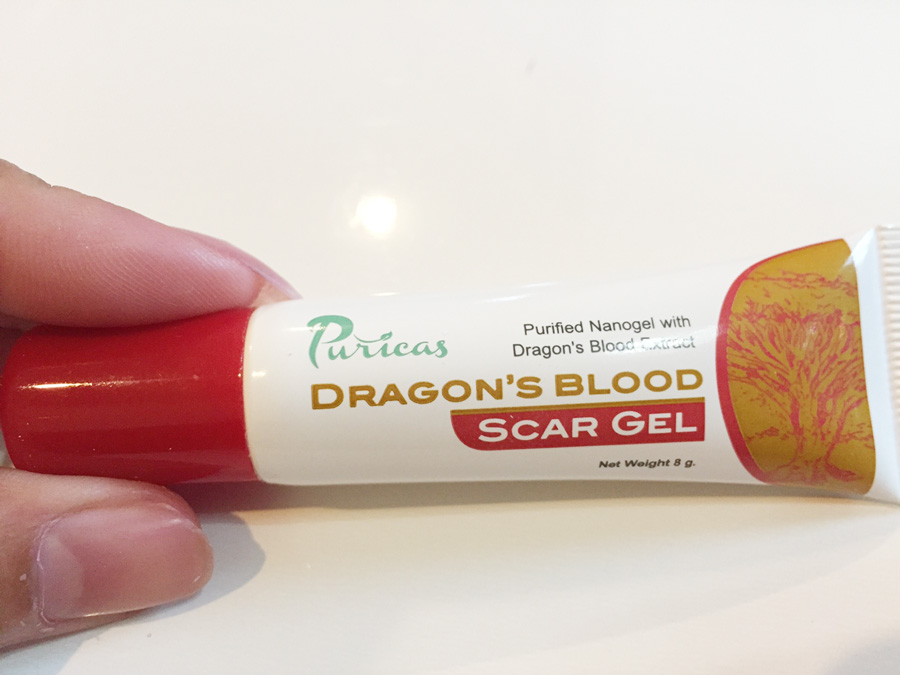 Puricas
Purified Nanogel with
Dragon's Blood Extract
DRAGON'S BLOOD
SCAR GEL
Net Weight 8 g.